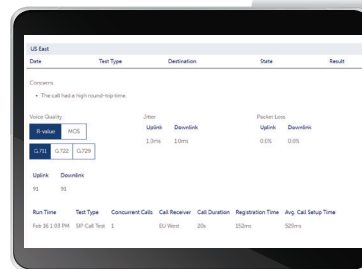 US East
Date Test Type Destination State Result
Concerns
• The call had a high round-trip time
Voice Quality Jitter Packet Loss
R-value MOS Uplink Downlink Uplink Downlink
1.0ms 1.0ms 0.0% 0.0%
G.711 G.722 G.729
Uplink Downlink
91 91
Run Time Test Type Concurrent Calls Call Receiver Call Duration Registration Time Avg. Call Setup Time
Feb 16 1:03 PM SIP Call Test 1 EU West 20s 152ms 529ms